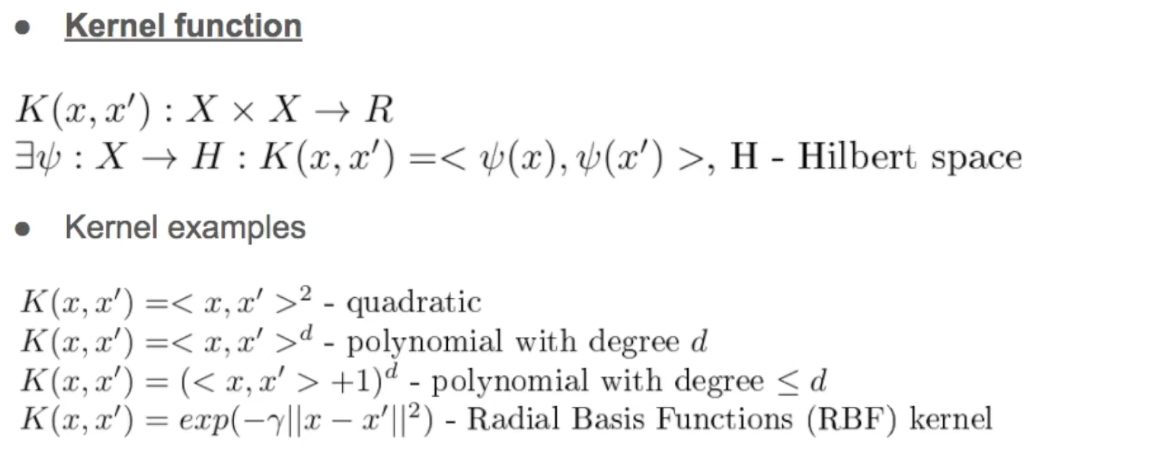 ● Kernel function
K(x, x′) : X × X → R
∃ψ : X → H : K(x, x′) =< ψ(x), ψ(x′) >, H - Hilbert space
● Kernel examples
K(x, x′) =< x, x′ >² - quadratic
K(x, x′) =< x, x′ >ᵈ - polynomial with degree d
K(x, x′) = (< x, x′ > +1)ᵈ - polynomial with degree ≤ d
K(x, x′) = exp(−γ||x − x′||²) - Radial Basis Functions (RBF) kernel